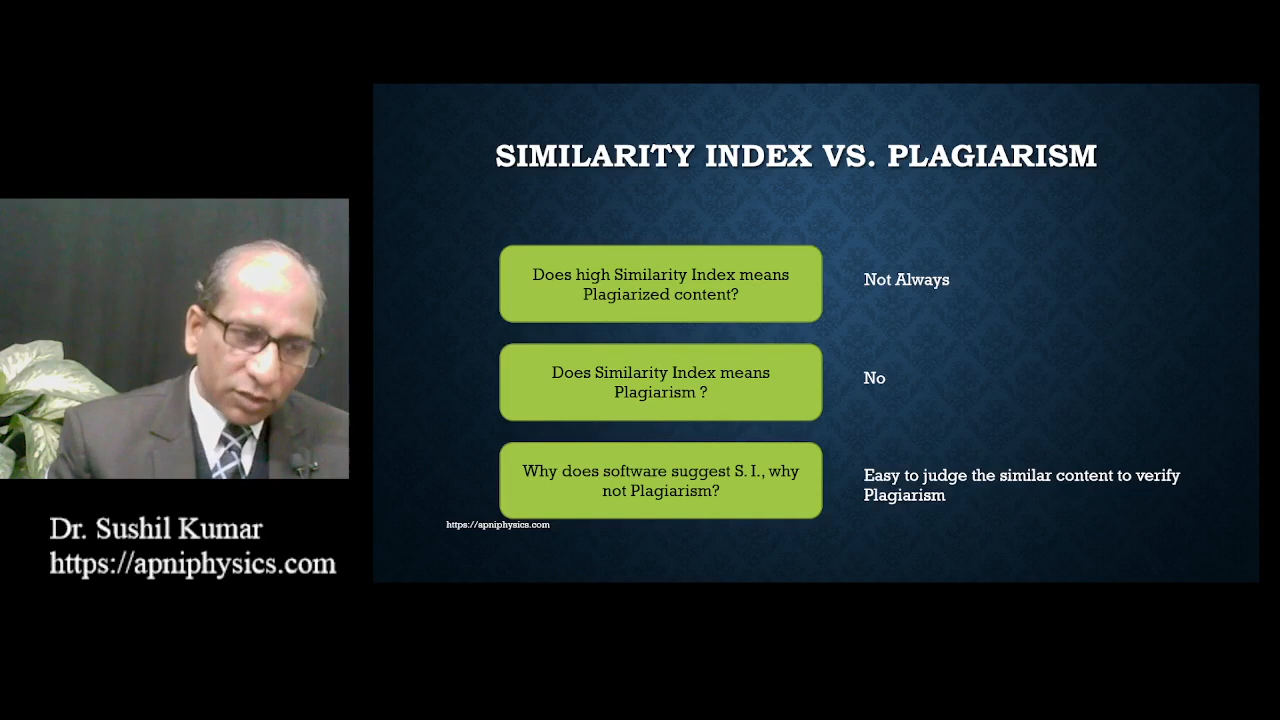 SIMILARITY INDEX VS. PLAGIARISM
Does high Similarity Index means
Plagiarized content?
Not Always
Does Similarity Index means
Plagiarism ?
No
Why does software suggest S. I., why
not Plagiarism?
Easy to judge the similar content to verify
Plagiarism
https://apniphysics.com
Dr. Sushil Kumar
https://apniphysics.com